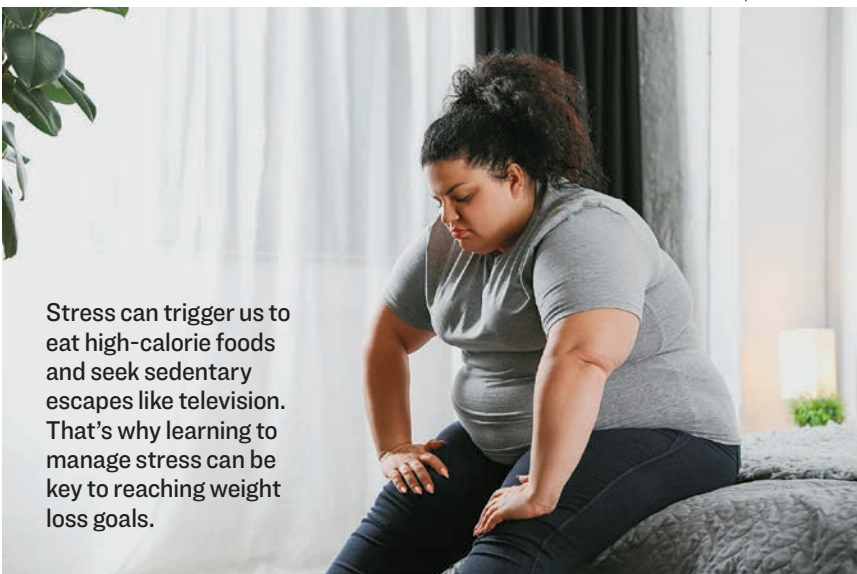 Stress can trigger us to
eat high-calorie foods
and seek sedentary
escapes like television.
That's why learning to
manage stress can be
key to reaching weight
loss goals.